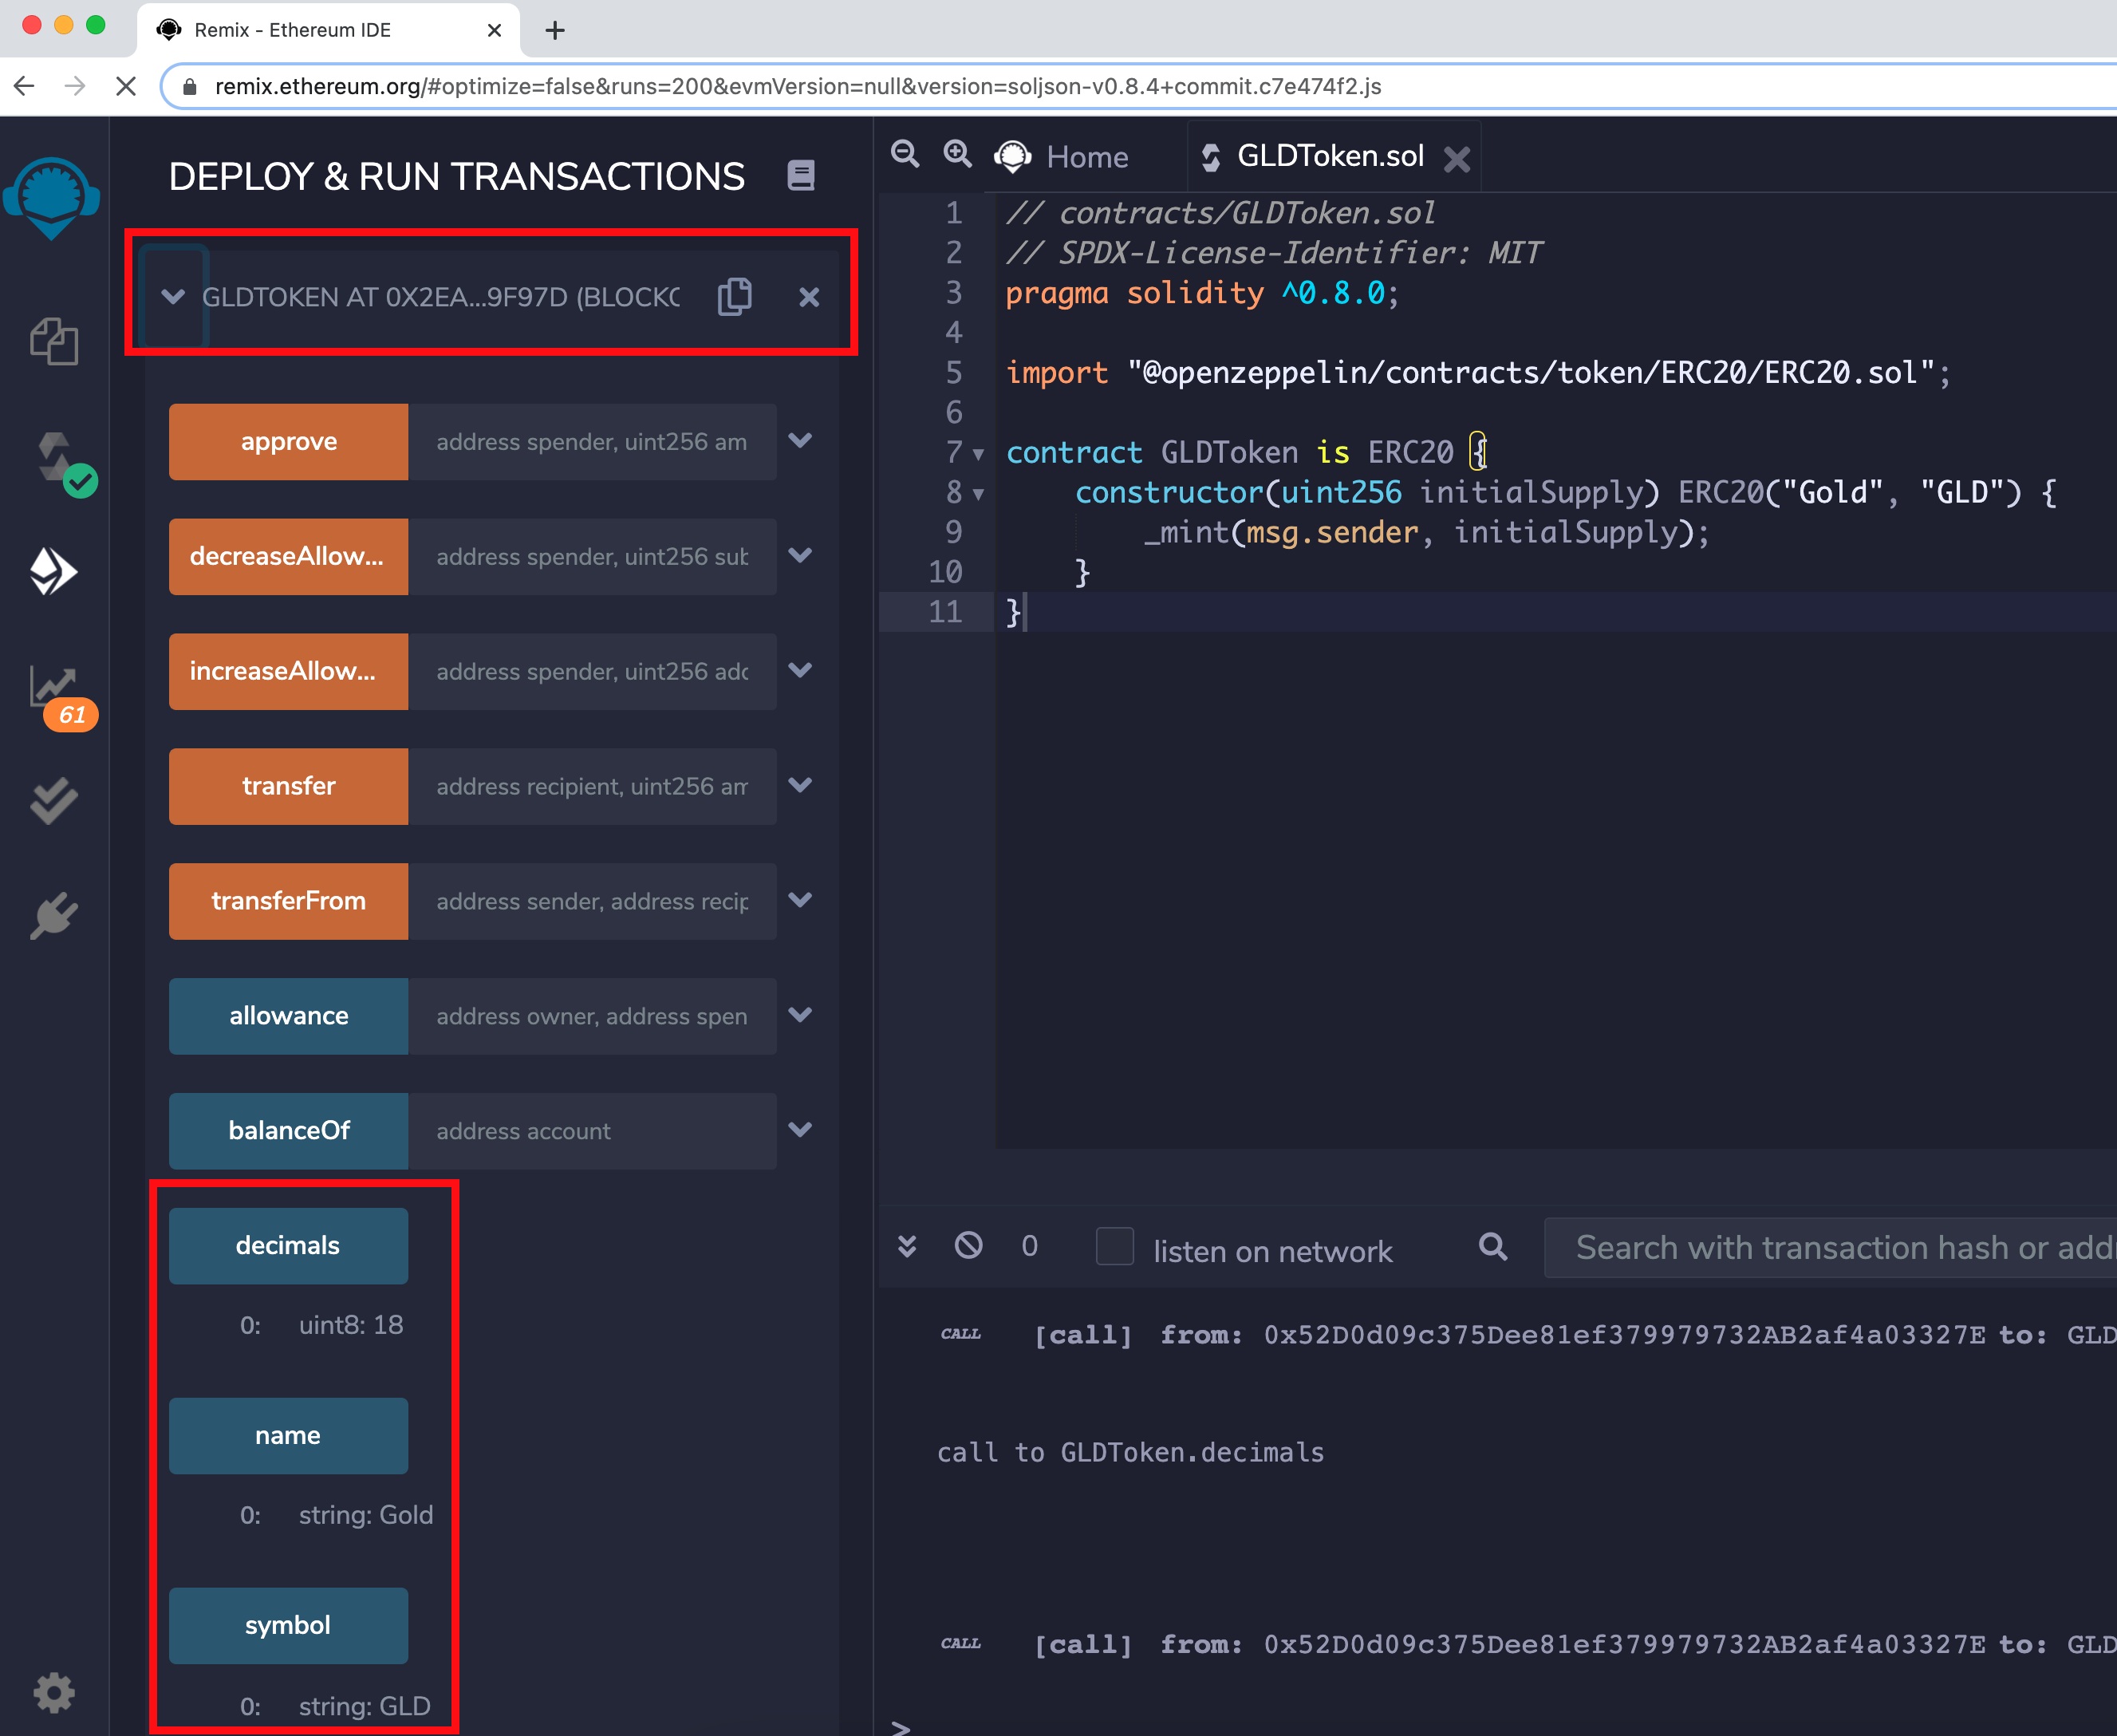 Remix - Ethereum IDE
remix.ethereum.org/#optimize=false&runs=200&evmVersion=null&version=soljson-v0.8.4+commit.c7e474f2.js
DEPLOY & RUN TRANSACTIONS
GLDTOKEN AT 0X2EA...9F97D (BLOCKC
approve address spender, uint256 am
decreaseAllow... address spender, uint256 sub
increaseAllow... address spender, uint256 adc
transfer address recipient, uint256 am
transferFrom address sender, address recip
allowance address owner, address spen
balanceOf address account
decimals
0: uint8: 18
name
0: string: Gold
symbol
0: string: GLD
61
Home GLDToken.sol
1 // contracts/GLDToken.sol
2 // SPDX-License-Identifier: MIT
3 pragma solidity ^0.8.0;
4
5 import "@openzeppelin/contracts/token/ERC20/ERC20.sol";
6
7 contract GLDToken is ERC20 {
8 constructor(uint256 initialSupply) ERC20("Gold", "GLD") {
9 _mint(msg.sender, initialSupply);
10 }
11 }
0 listen on network Search with transaction hash or addr
CALL [call] from: 0x52D0d09c375Dee81ef379979732AB2af4a03327E to: GLD
call to GLDToken.decimals
CALL [call] from: 0x52D0d09c375Dee81ef379979732AB2af4a03327E to: GLD
>